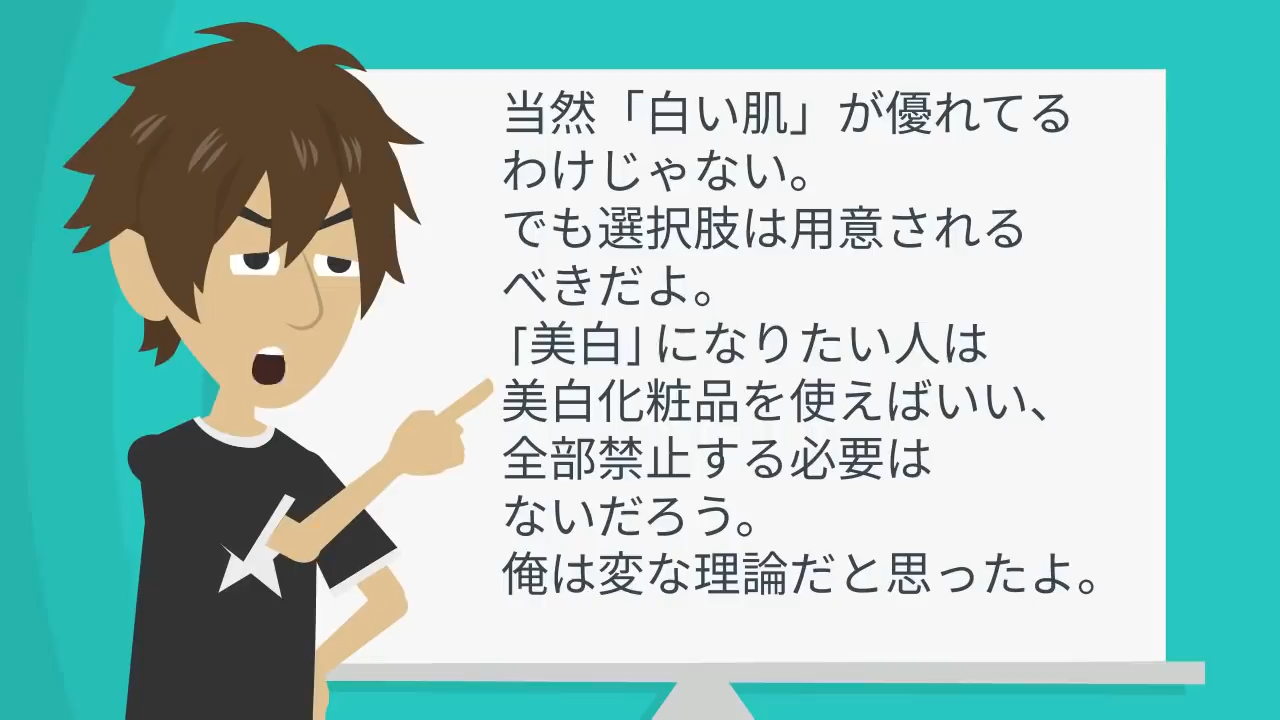 当然「白い肌」が優れてる
わけじゃない。
でも選択肢は用意される
べきだよ。
「美白」になりたい人は
美白化粧品を使えばいい、
全部禁止する必要は
ないだろう。
俺は変な理論だと思ったよ。